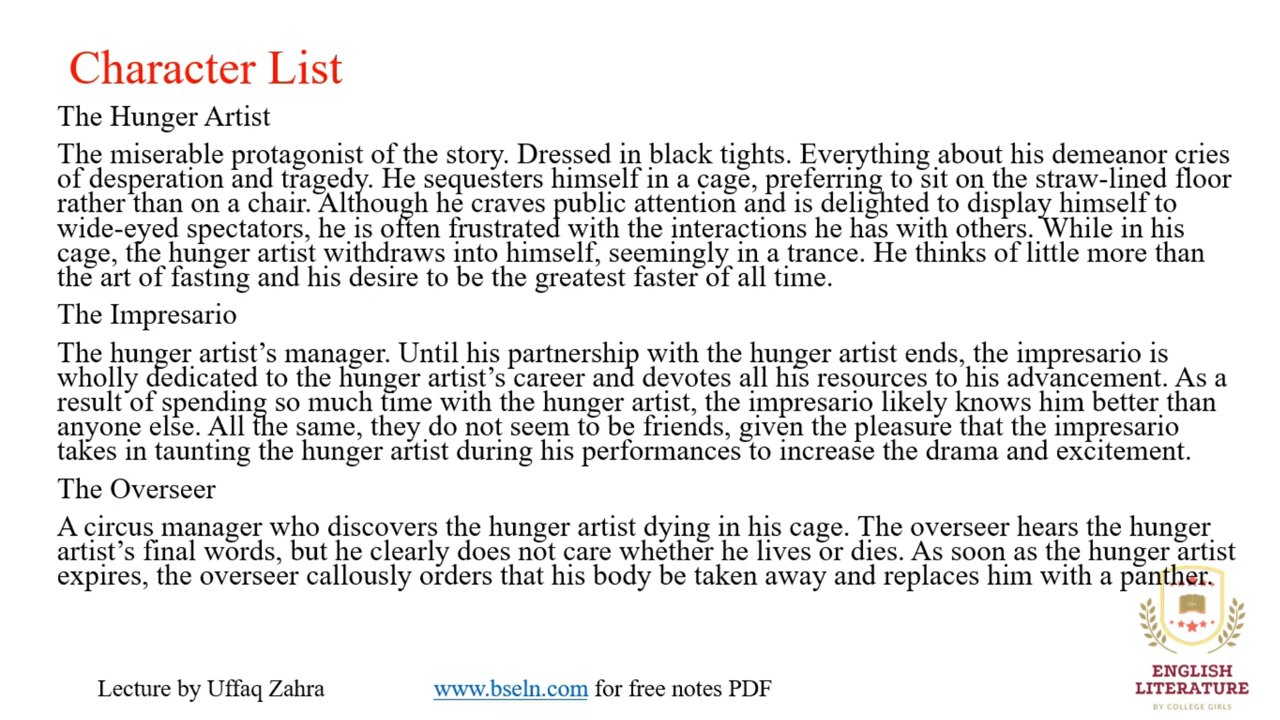 Character List
The Hunger Artist
The miserable protagonist of the story. Dressed in black tights. Everything about his demeanor cries
of desperation and tragedy. He sequesters himself in a cage, preferring to sit on the straw-lined floor
rather than on a chair. Although he craves public attention and is delighted to display himself to
wide-eyed spectators, he is often frustrated with the interactions he has with others. While in his
cage, the hunger artist withdraws into himself, seemingly in a trance. He thinks of little more than
the art of fasting and his desire to be the greatest faster of all time.
The Impresario
The hunger artist’s manager. Until his partnership with the hunger artist ends, the impresario is
wholly dedicated to the hunger artist’s career and devotes all his resources to his advancement. As a
result of spending so much time with the hunger artist, the impresario likely knows him better than
anyone else. All the same, they do not seem to be friends, given the pleasure that the impresario
takes in taunting the hunger artist during his performances to increase the drama and excitement.
The Overseer
A circus manager who discovers the hunger artist dying in his cage. The overseer hears the hunger
artist’s final words, but he clearly does not care whether he lives or dies. As soon as the hunger artist
expires, the overseer callously orders that his body be taken away and replaces him with a panther.
Lecture by Uffaq Zahra
www.bseln.com for free notes PDF
ENGLISH
LITERATURE
BY COLLEGE GIRLS